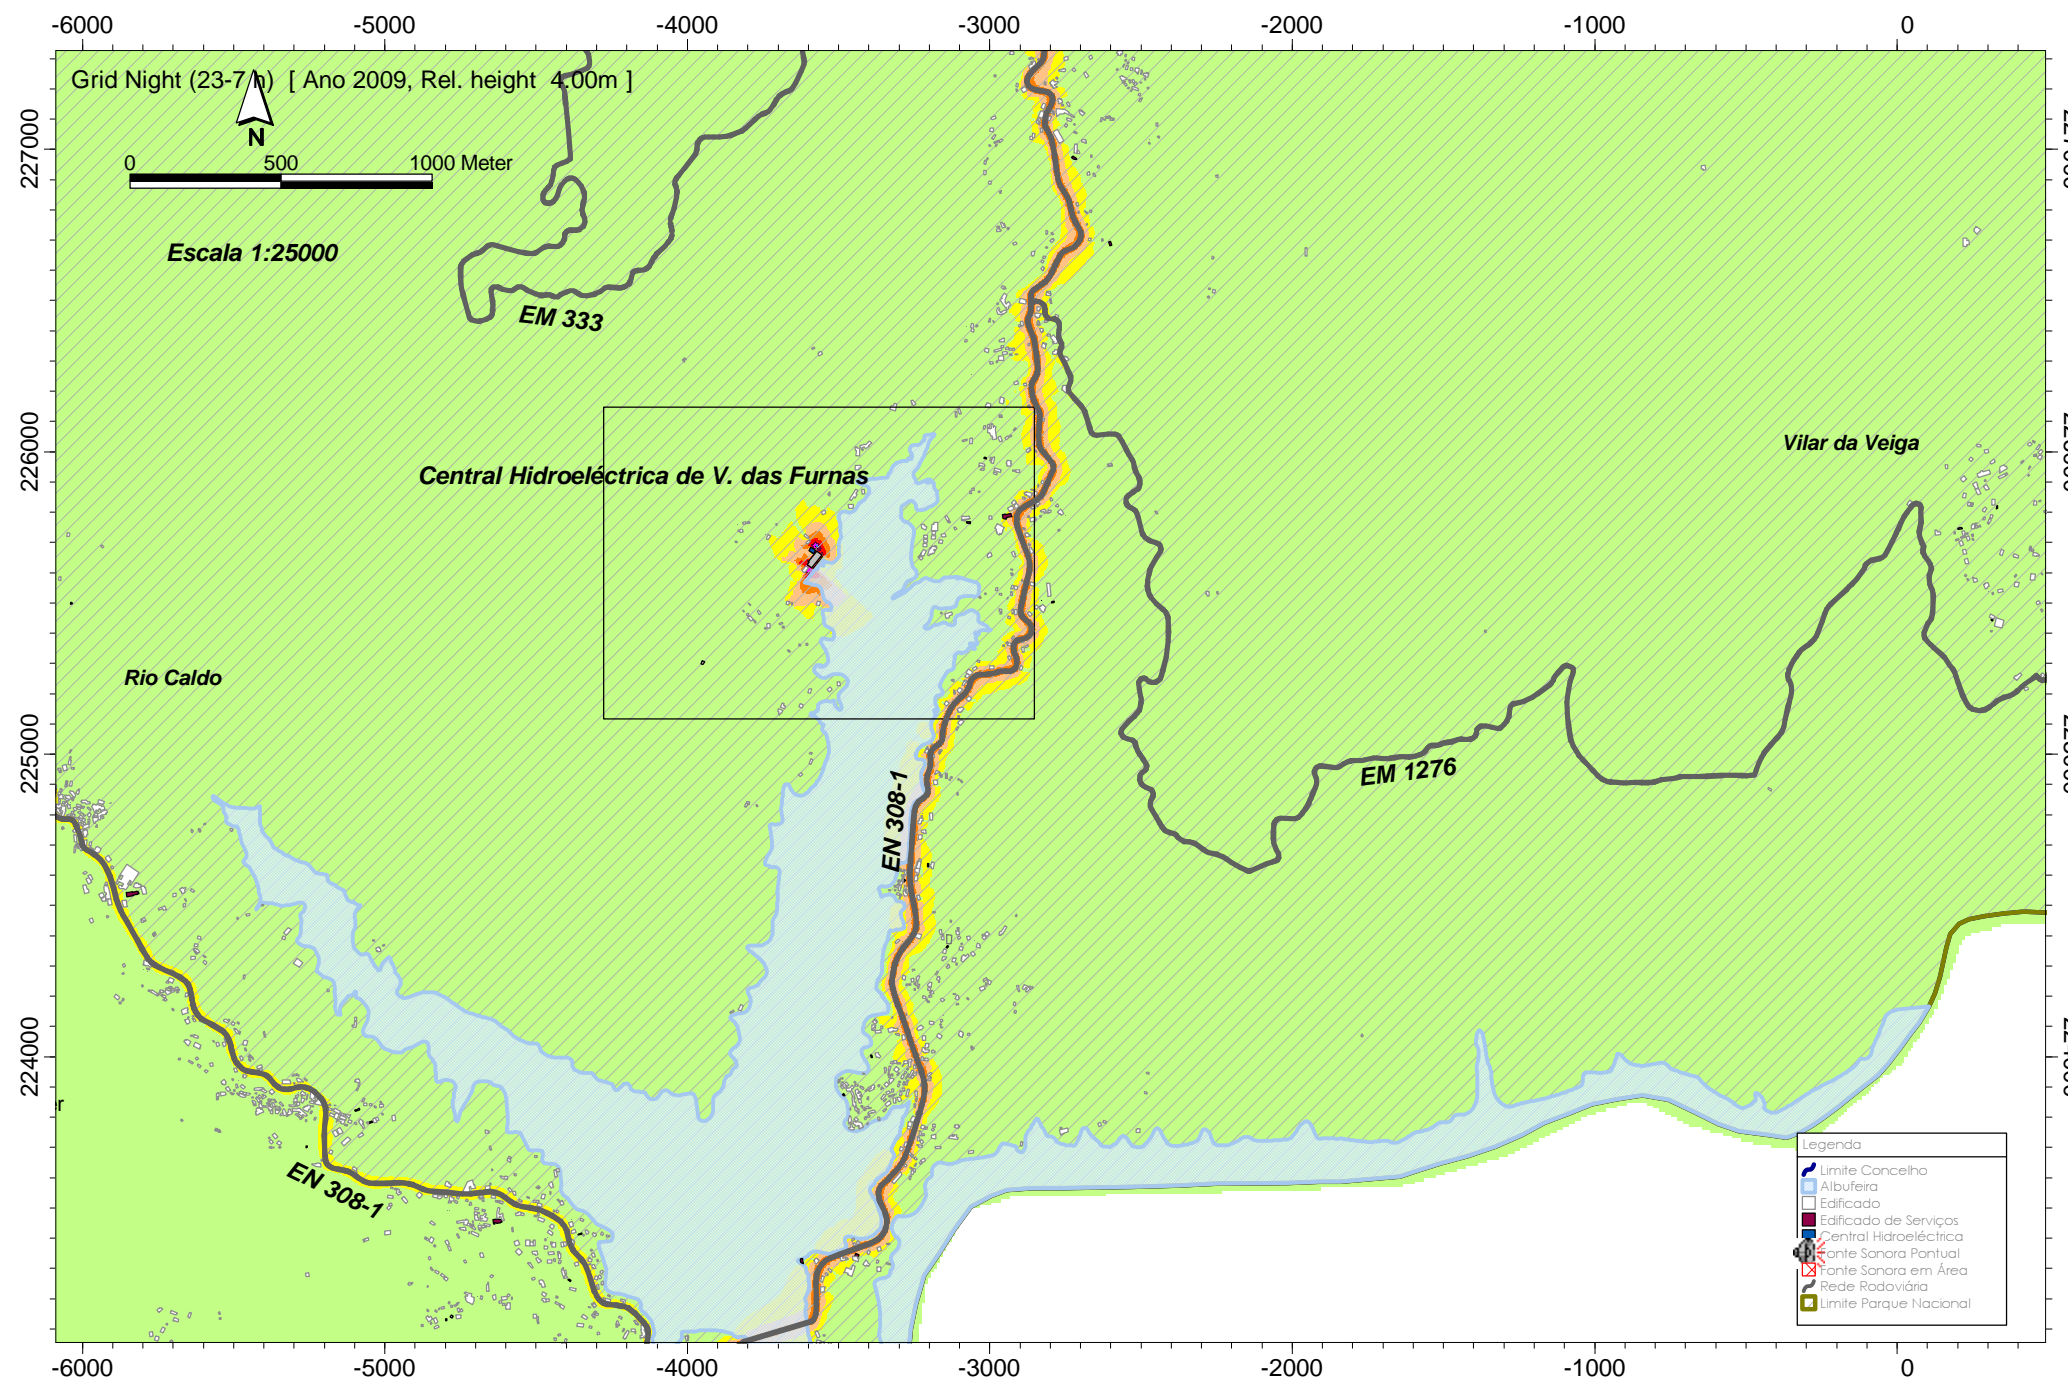 -6000 -5000 -4000 -3000 -2000 -1000 0
Grid Night (23-7 h) [ Ano 2009, Rel. height 4.00m ]
N
0 500 1000 Meter
227000
Escala 1:25000
EM 333
226000
Vilar da Veiga
Central Hidroeléctrica de V. das Furnas
Rio Caldo
225000
EM 1276
EN 308-1
224000
EN 308-1
Legenda
Limite Concelho
Albufeira
Edificado
Edificado de Serviços
Central Hidroeléctrica
Fonte Sonora Pontual
Fonte Sonora em Área
Rede Rodoviária
Limite Parque Nacional
-6000 -5000 -4000 -3000 -2000 -1000 0